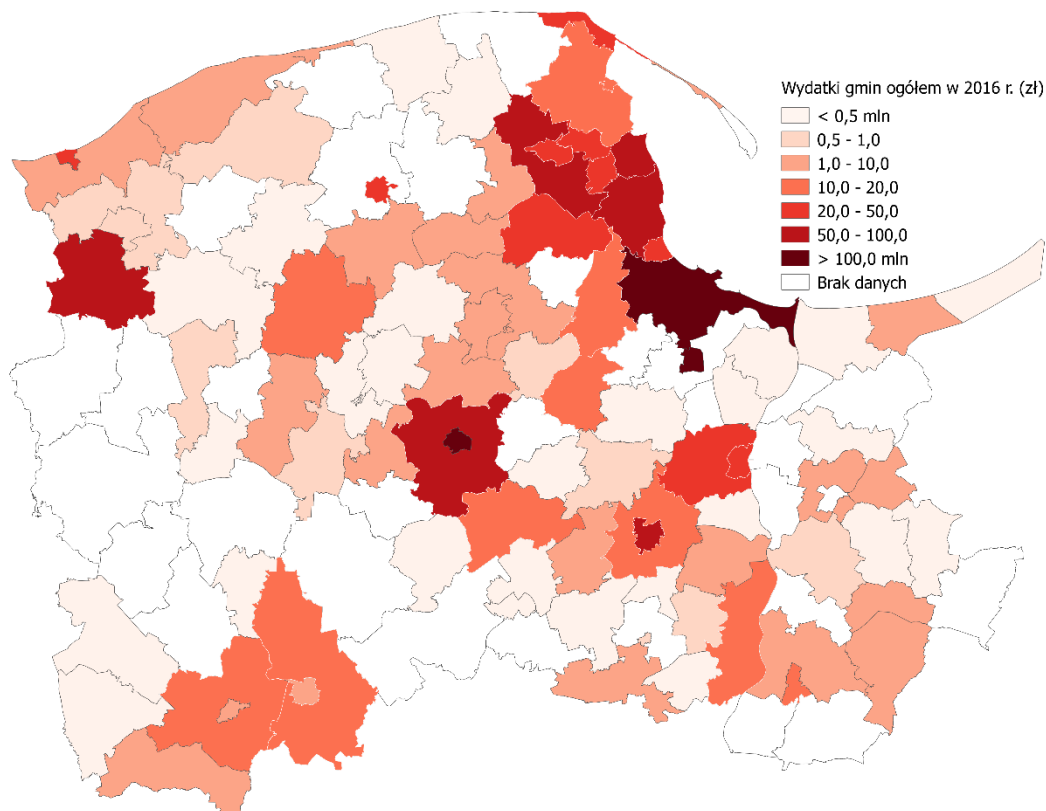 Wydatki gmin ogółem w 2016 r. (zł)
< 0,5 mln
0,5 - 1,0
1,0 - 10,0
10,0 - 20,0
20,0 - 50,0
50,0 - 100,0
> 100,0 mln
Brak danych